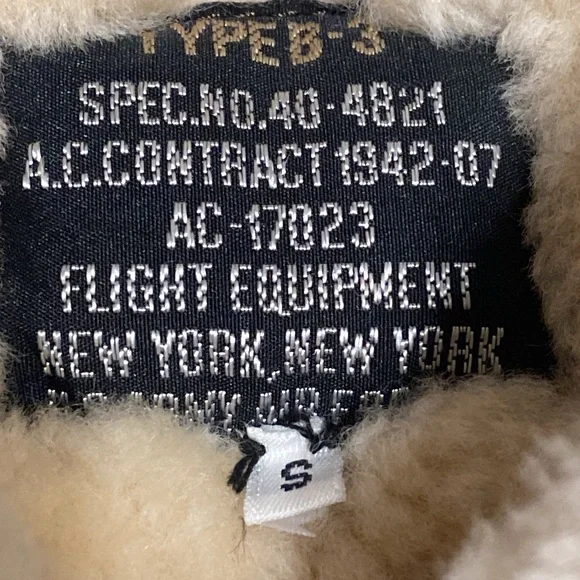 TYPE B-3
SPEC.NO.40-4821
A.C.CONTRACT 1942-07
AC-17023
FLIGHT EQUIPMENT
NEW YORK,NEW YORK
S